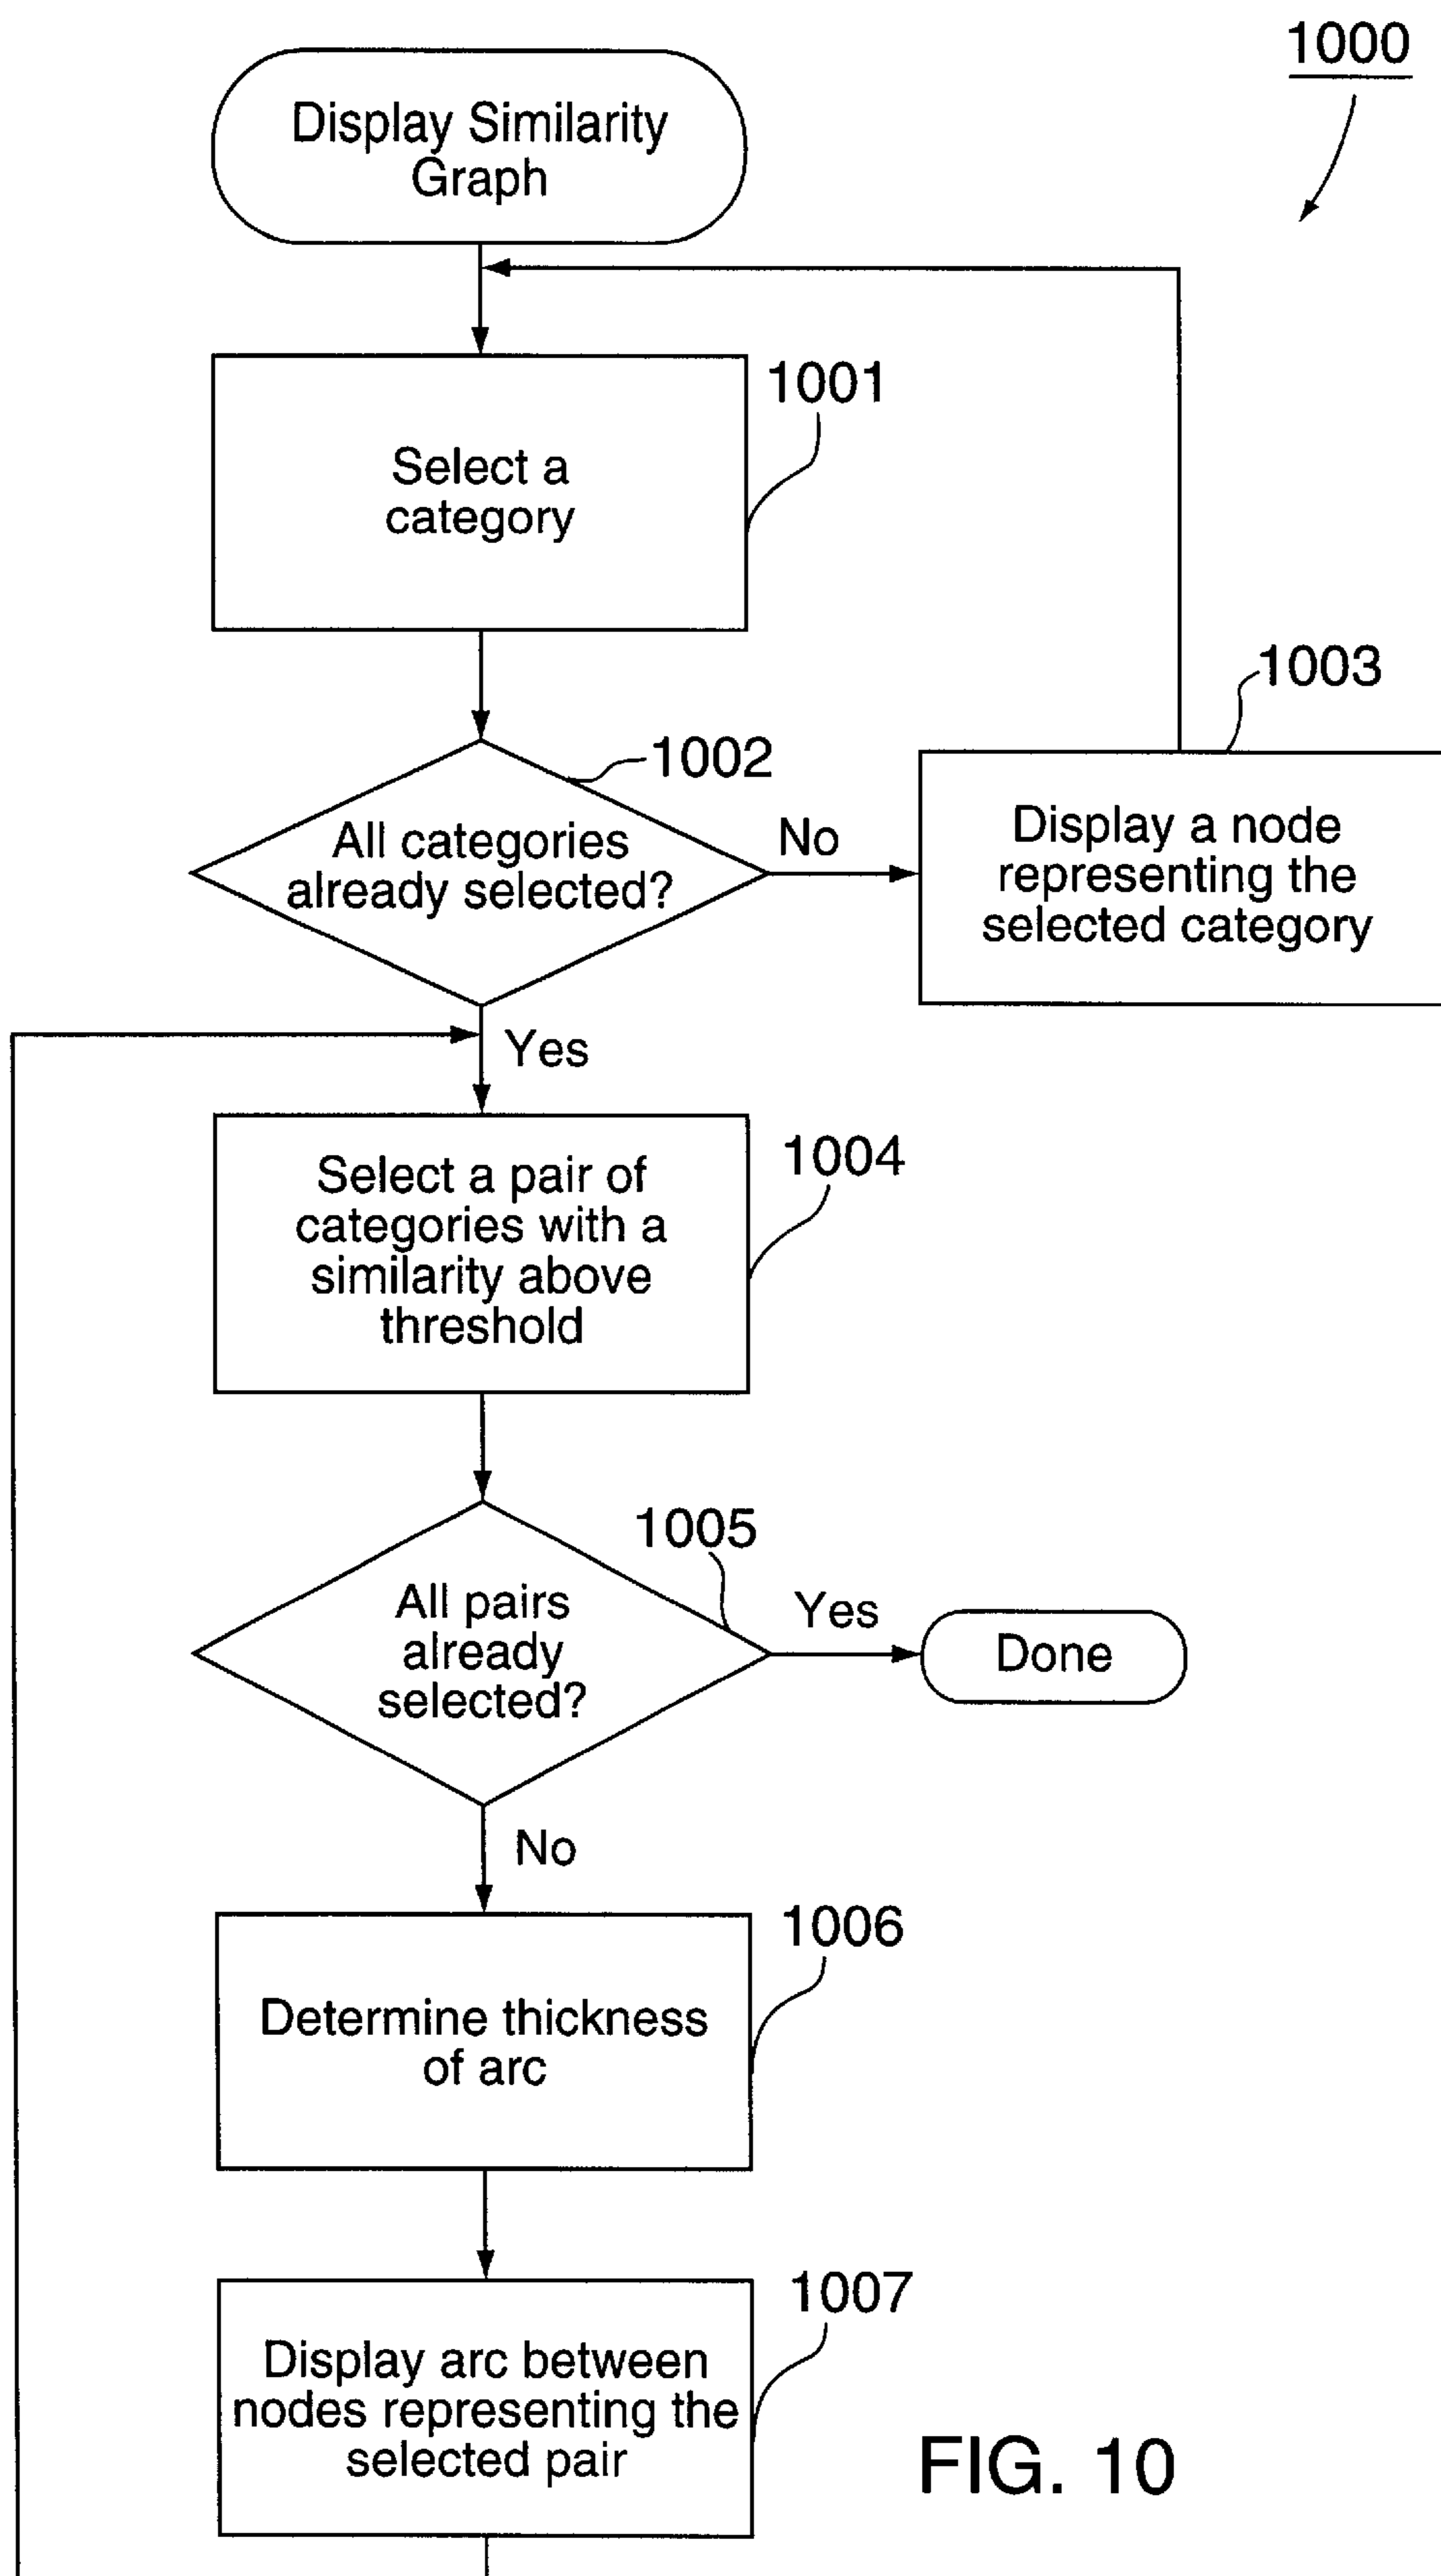 1000
Display Similarity
Graph
1001
Select a
category
1002
All categories
already selected?
No
1003
Display a node
representing the
selected category
Yes
1004
Select a pair of
categories with a
similarity above
threshold
1005
All pairs
already
selected?
Yes
Done
No
1006
Determine thickness
of arc
1007
Display arc between
nodes representing the
selected pair
FIG. 10